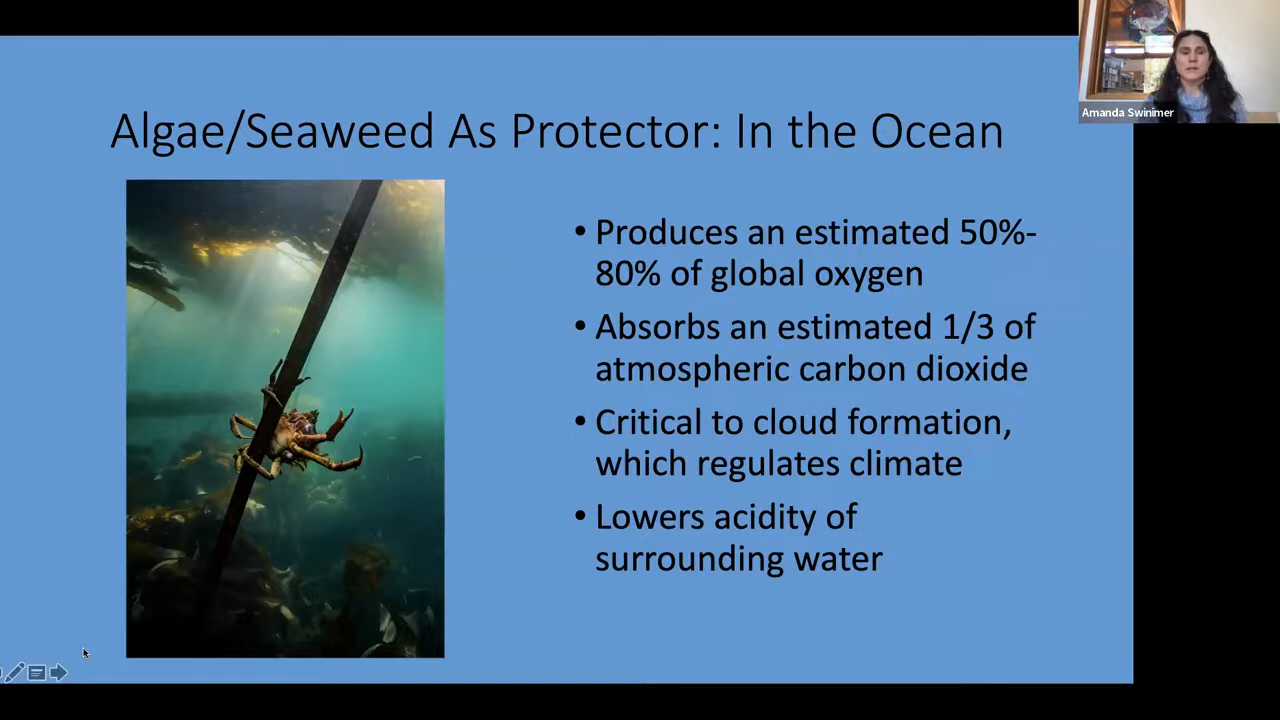 Amanda Swinimer
Algae/Seaweed As Protector: In the Ocean
• Produces an estimated 50%-
80% of global oxygen
• Absorbs an estimated 1/3 of
atmospheric carbon dioxide
• Critical to cloud formation,
which regulates climate
• Lowers acidity of
surrounding water